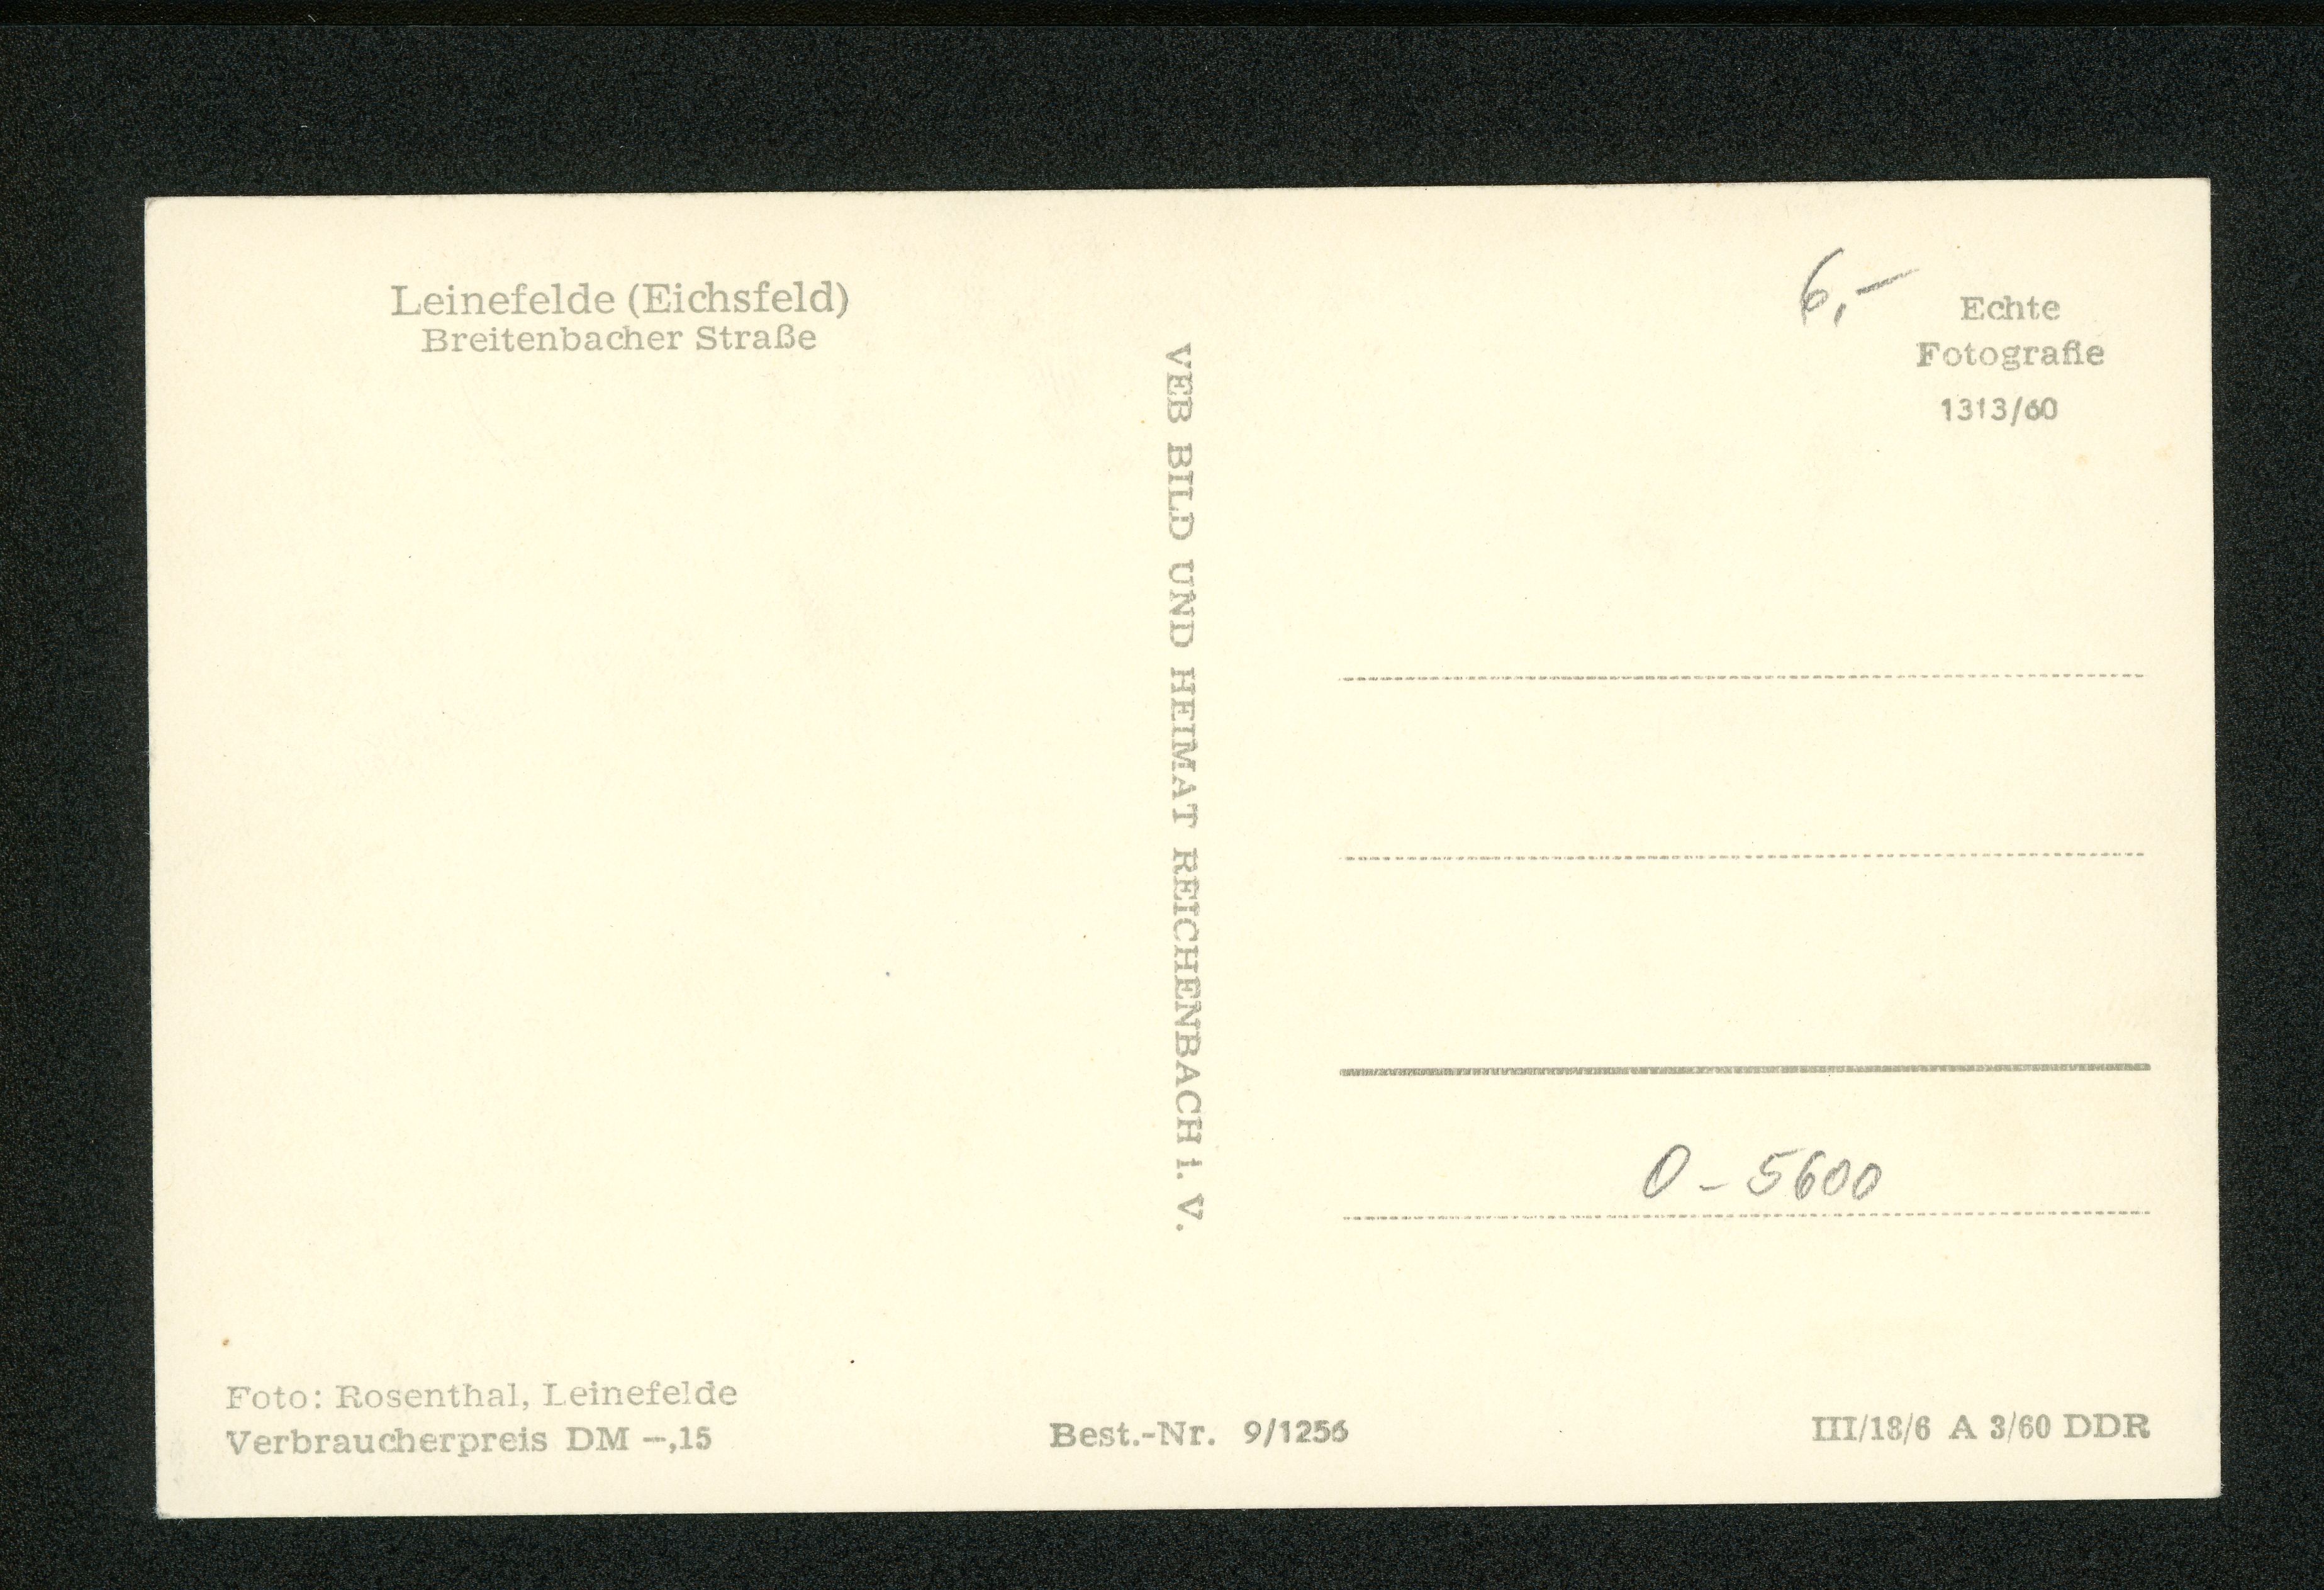 Leinefelde (Eichsfeld)
Breitenbacher Straße
VEB BILD UND HEIMAT REICHENBACH i. V.
6,-
Echte
Fotografie
1313/60
O - 5600
Foto: Rosenthal, Leinefelde
Verbraucherpreis DM -,15
Best.-Nr. 9/1256
III/18/6 A 3/60 DDR